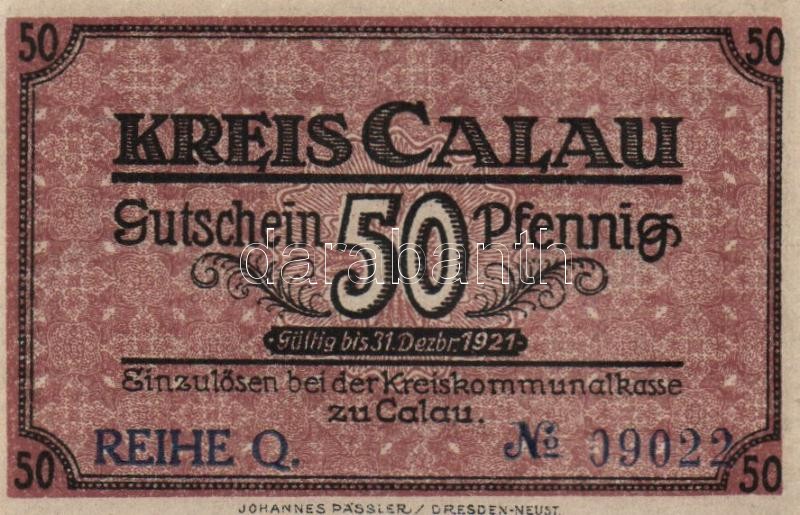 50 50
KREIS CALAU
Gutschein 50 Pfennig
darabanth
Gültig bis 31. Dezbr. 1921
Einzulösen bei der Kreiskommunalkasse
zu Calau.
REIHE Q. No 09022
50 50
JOHANNES PÄSSLER / DRESDEN-NEUST.